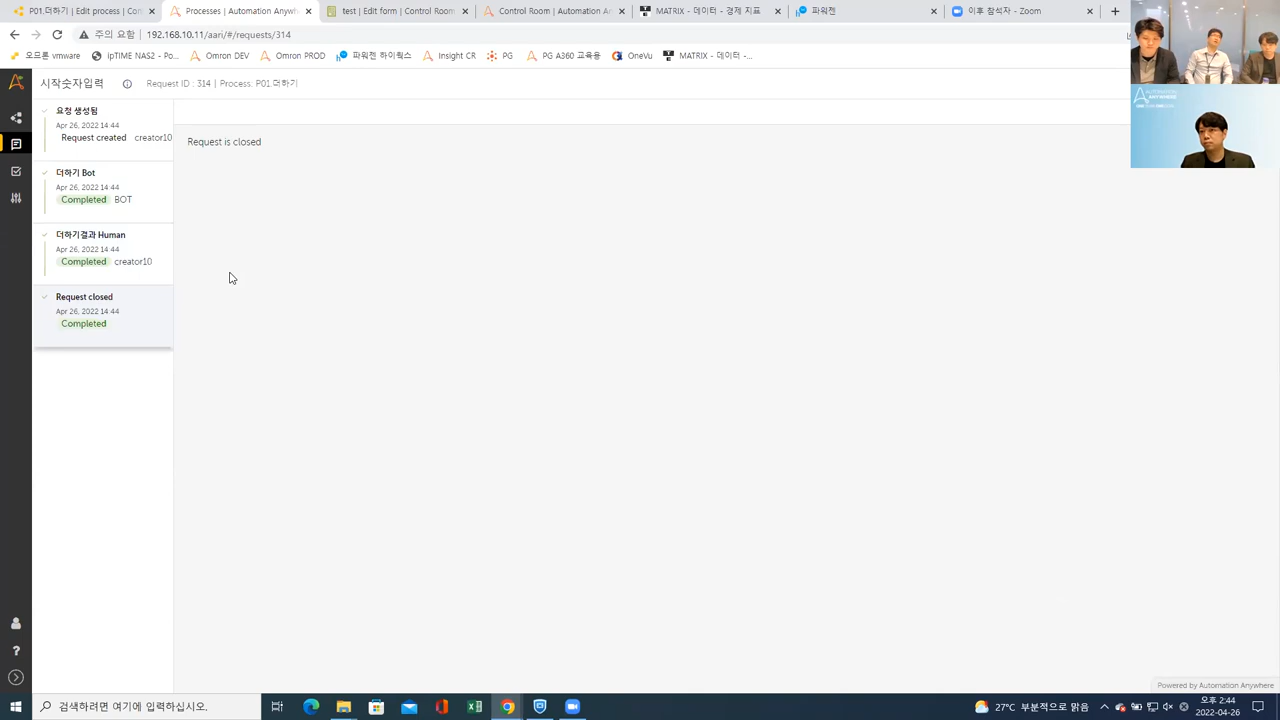 P01.더하기 | Edit process | Con
Processes | Automation Anywh
test | Edit form | Control Room
Control Room | Automation An
MATRIX - 데이터 - 경제 지표
파워젠
이후 참석자 - Zoom
주의 요함 | 192.168.10.11/aari/#/requests/314
오므론 vmware
IpTIME NAS2 - Po...
Omron DEV
Omron PROD
파워젠 하이웍스
Insight CR
PG
PG A360 교육용
OneVu
MATRIX - 데이터 -...
시작숫자입력
Request ID : 314 | Process: P01.더하기
요청 생성됨
Apr 26, 2022 14:44
Request created creator10
Request is closed
더하기 Bot
Apr 26, 2022 14:44
Completed BOT
더하기결과 Human
Apr 26, 2022 14:44
Completed creator10
Request closed
Apr 26, 2022 14:44
Completed
AUTOMATION
ANYWHERE
Powered by Automation Anywhere
검색하려면 여기에 입력하십시오.
27°C 부분적으로 맑음
오후 2:44
2022-04-26